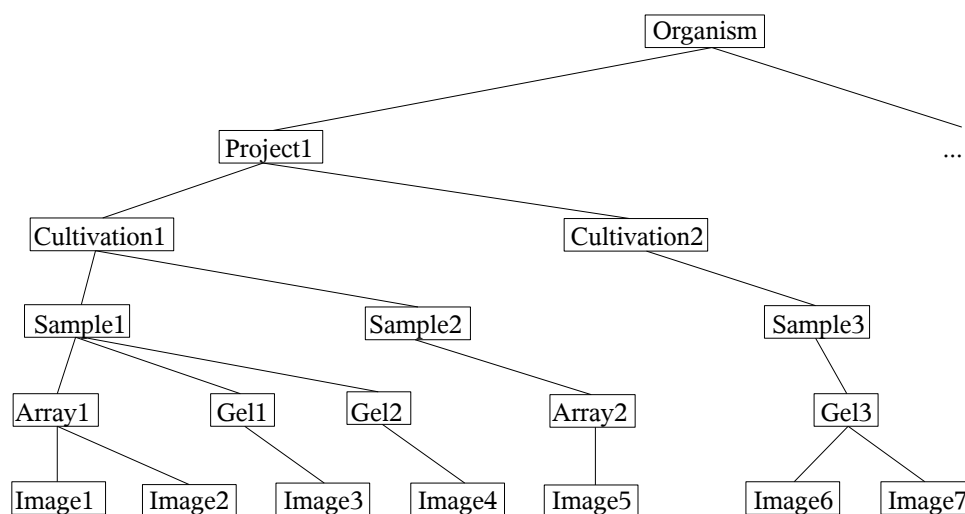 Organism
Project1
...
Cultivation1
Cultivation2
Sample1
Sample2
Sample3
Array1
Gel1
Gel2
Array2
Gel3
Image1
Image2
Image3
Image4
Image5
Image6
Image7